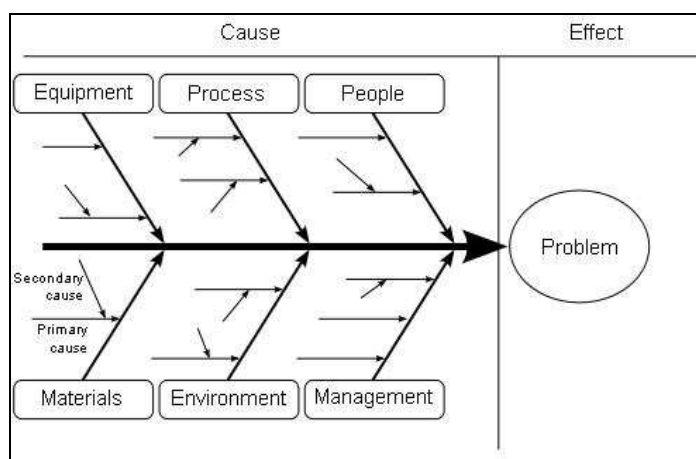 Cause
Effect
Equipment
Process
People
Problem
Secondary
cause
Primary
cause
Materials
Environment
Management